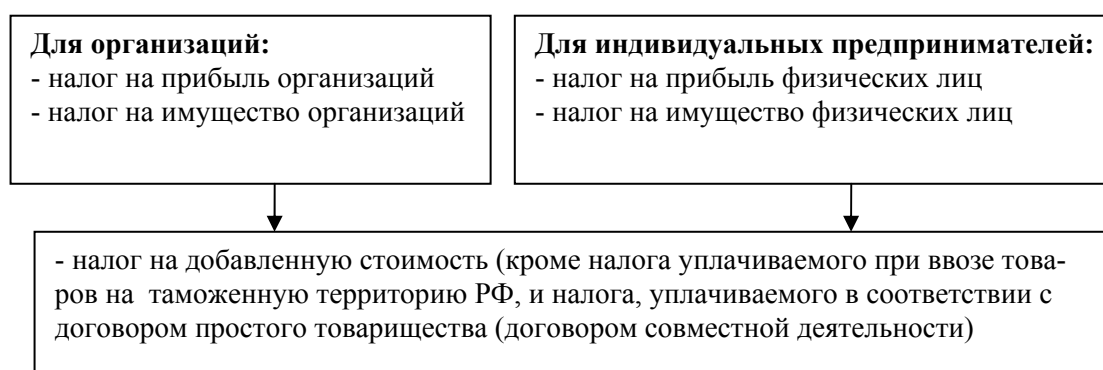 Для организаций:
- налог на прибыль организаций
- налог на имущество организаций
Для индивидуальных предпринимателей:
- налог на прибыль физических лиц
- налог на имущество физических лиц
- налог на добавленную стоимость (кроме налога уплачиваемого при ввозе това-
ров на таможенную территорию РФ, и налога, уплачиваемого в соответствии с
договором простого товарищества (договором совместной деятельности)